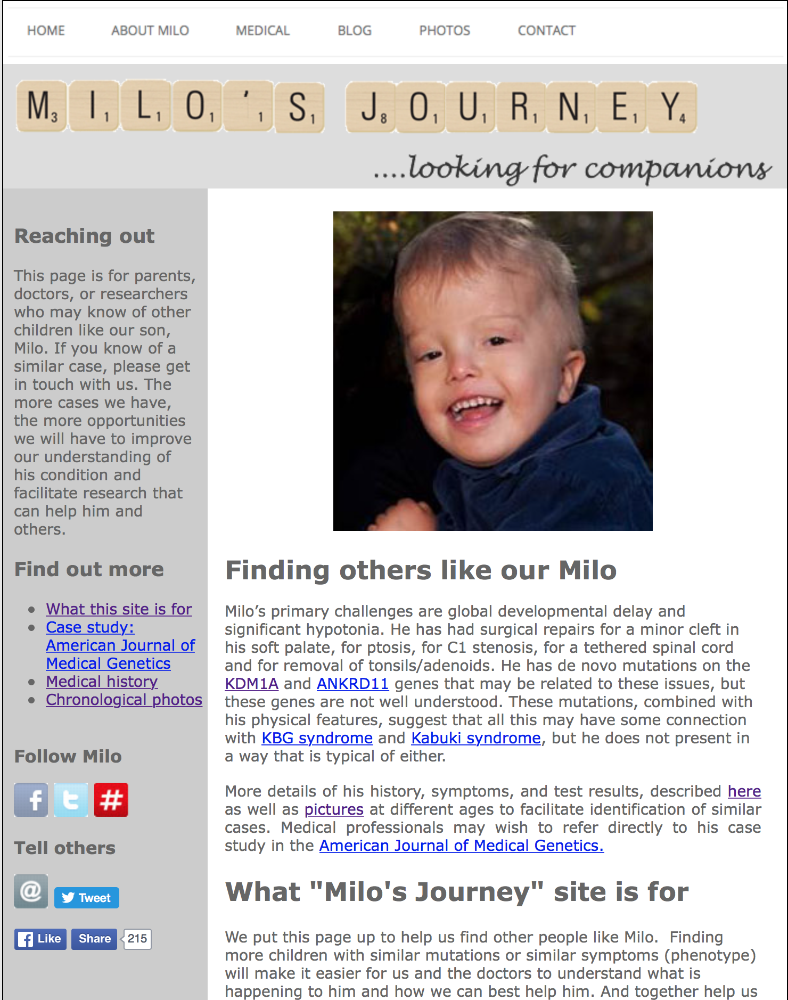 HOME ABOUT MILO MEDICAL BLOG PHOTOS CONTACT
M3 I1 L1 O1 '1 S1 J8 O1 U1 R1 N1 E1 Y4
....looking for companions
Reaching out
This page is for parents,
doctors, or researchers
who may know of other
children like our son,
Milo. If you know of a
similar case, please get
in touch with us. The
more cases we have,
the more opportunities
we will have to improve
our understanding of
his condition and
facilitate research that
can help him and
others.
Find out more
• What this site is for
• Case study:
American Journal of
Medical Genetics
• Medical history
• Chronological photos
Follow Milo
f t #
Tell others
@ Tweet
f Like Share 215
Finding others like our Milo
Milo’s primary challenges are global developmental delay and
significant hypotonia. He has had surgical repairs for a minor cleft in
his soft palate, for ptosis, for C1 stenosis, for a tethered spinal cord
and for removal of tonsils/adenoids. He has de novo mutations on the
KDM1A and ANKRD11 genes that may be related to these issues, but
these genes are not well understood. These mutations, combined with
his physical features, suggest that all this may have some connection
with KBG syndrome and Kabuki syndrome, but he does not present in
a way that is typical of either.
More details of his history, symptoms, and test results, described here
as well as pictures at different ages to facilitate identification of similar
cases. Medical professionals may wish to refer directly to his case
study in the American Journal of Medical Genetics.
What "Milo's Journey" site is for
We put this page up to help us find other people like Milo.  Finding
more children with similar mutations or similar symptoms (phenotype)
will make it easier for us and the doctors to understand what is
happening to him and how we can best help him. And together help us